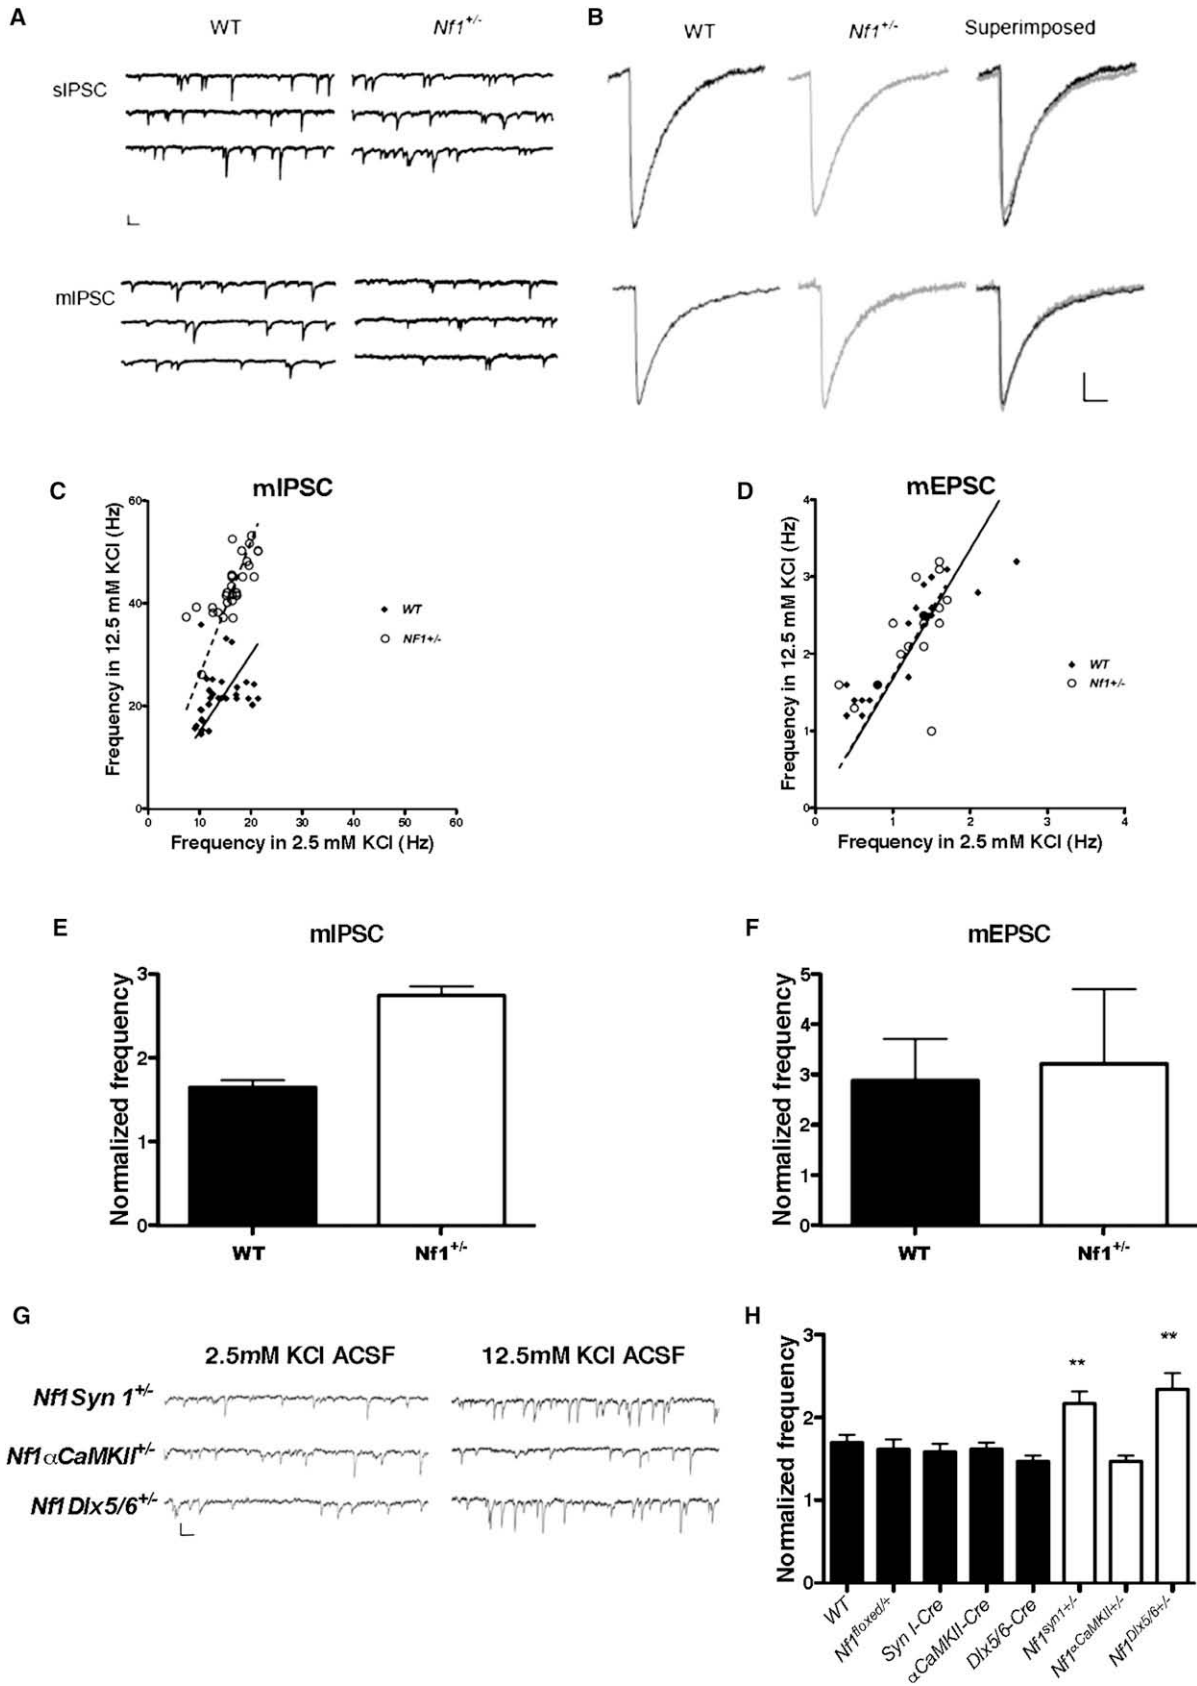 A
WT
Nf1+/-
sIPSC
mIPSC
B
WT
Nf1+/-
Superimposed
C
mIPSC
Frequency in 12.5 mM KCl (Hz)
60
40
20
0
0 10 20 30 40 50 60
Frequency in 2.5 mM KCl (Hz)
WT
NF1+/-
D
mEPSC
Frequency in 12.5 mM KCl (Hz)
4
3
2
1
0
0 1 2 3 4
Frequency in 2.5 mM KCl (Hz)
WT
Nf1+/-
E
mIPSC
Normalized frequency
3
2
1
0
WT
Nf1+/-
F
mEPSC
Normalized frequency
5
4
3
2
1
0
WT
Nf1+/-
G
2.5mM KCl ACSF
12.5mM KCl ACSF
Nf1Syn 1+/-
Nf1αCaMKII+/-
Nf1Dlx5/6+/-
H
Normalized frequency
3
2
1
0
**
**
WT
Nf1floxed/+
Syn I-Cre
αCaMKII-Cre
Dlx5/6-Cre
Nf1syn1+/-
Nf1αCaMKII+/-
Nf1Dlx5/6+/-